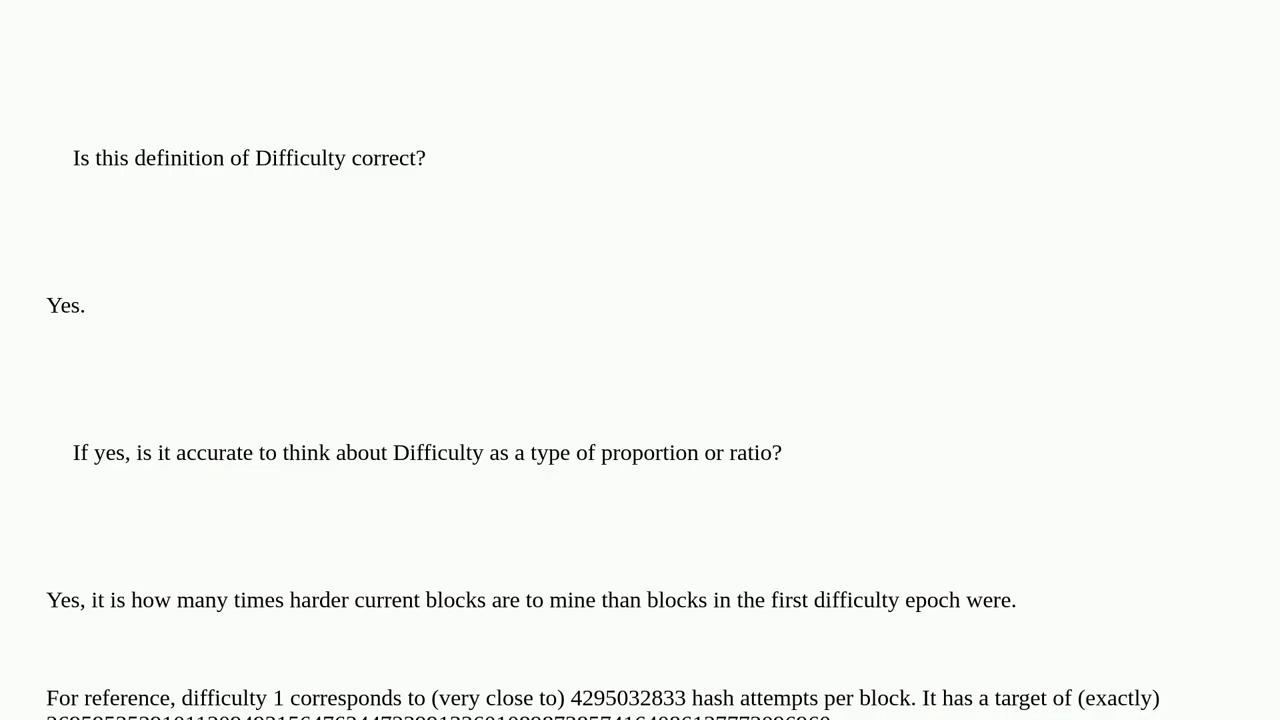 Is this definition of Difficulty correct?
Yes.
If yes, is it accurate to think about Difficulty as a type of proportion or ratio?
Yes, it is how many times harder current blocks are to mine than blocks in the first difficulty epoch were.
For reference, difficulty 1 corresponds to (very close to) 4295032833 hash attempts per block. It has a target of (exactly)